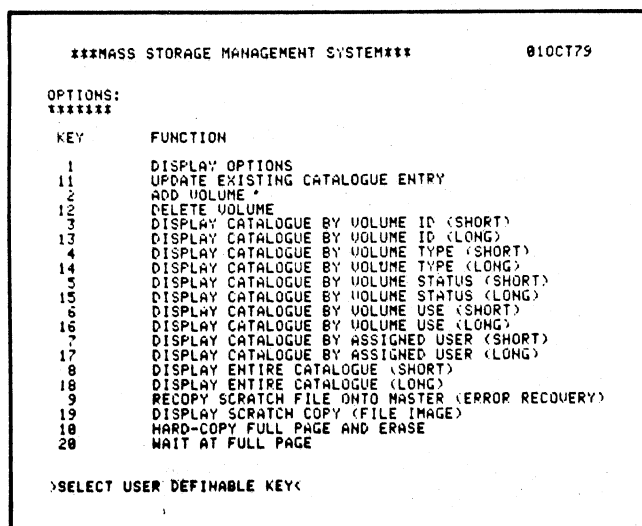 ***MASS STORAGE MANAGEMENT SYSTEM*** 01OCT79
OPTIONS:
*******
KEY FUNCTION
1 DISPLAY OPTIONS
11 UPDATE EXISTING CATALOGUE ENTRY
2 ADD VOLUME *
12 DELETE VOLUME
3 DISPLAY CATALOGUE BY VOLUME ID (SHORT)
13 DISPLAY CATALOGUE BY VOLUME ID (LONG)
4 DISPLAY CATALOGUE BY VOLUME TYPE (SHORT)
14 DISPLAY CATALOGUE BY VOLUME TYPE (LONG)
5 DISPLAY CATALOGUE BY VOLUME STATUS (SHORT)
15 DISPLAY CATALOGUE BY VOLUME STATUS (LONG)
6 DISPLAY CATALOGUE BY VOLUME USE (SHORT)
16 DISPLAY CATALOGUE BY VOLUME USE (LONG)
7 DISPLAY CATALOGUE BY ASSIGNED USER (SHORT)
17 DISPLAY CATALOGUE BY ASSIGNED USER (LONG)
8 DISPLAY ENTIRE CATALOGUE (SHORT)
18 DISPLAY ENTIRE CATALOGUE (LONG)
9 RECOPY SCRATCH FILE ONTO MASTER (ERROR RECOVERY)
19 DISPLAY SCRATCH COPY (FILE IMAGE)
10 HARD-COPY FULL PAGE AND ERASE
20 WAIT AT FULL PAGE
>SELECT USER DEFINABLE KEY<